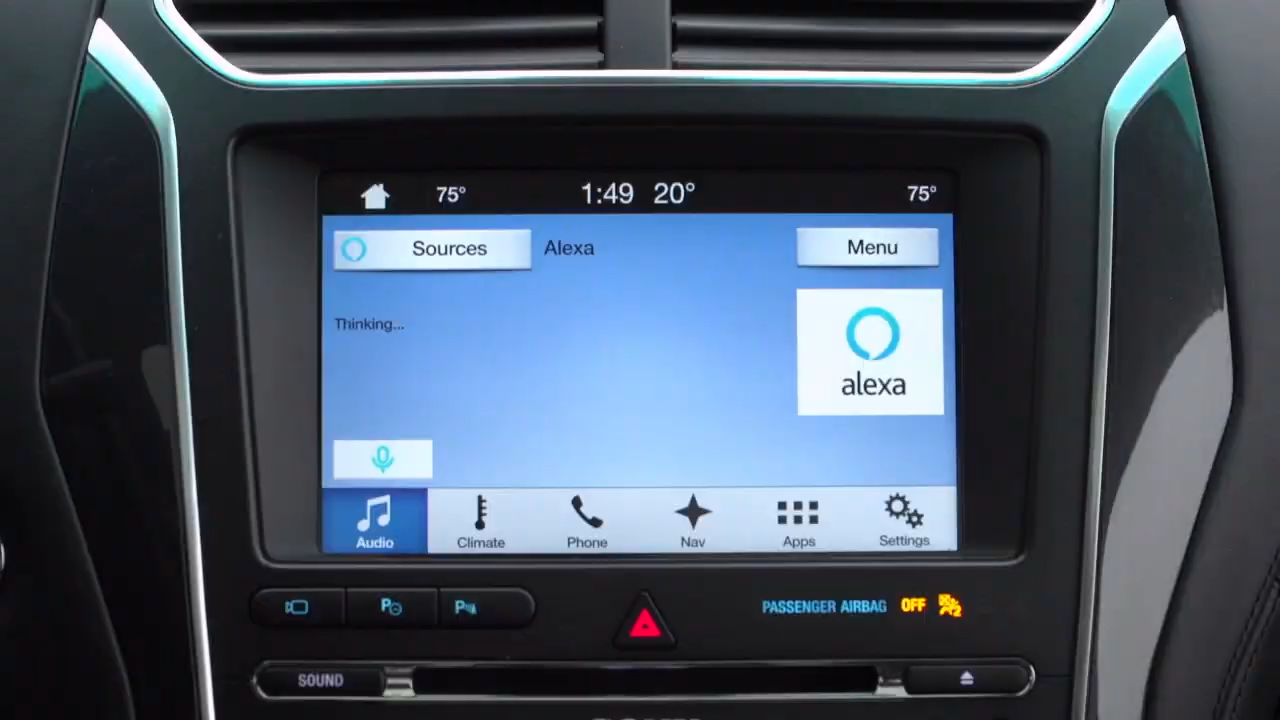 75° 1:49 20° 75°
Sources Alexa Menu
Thinking...
alexa
Audio Climate Phone Nav Apps Settings
P P
PASSENGER AIRBAG OFF
SOUND